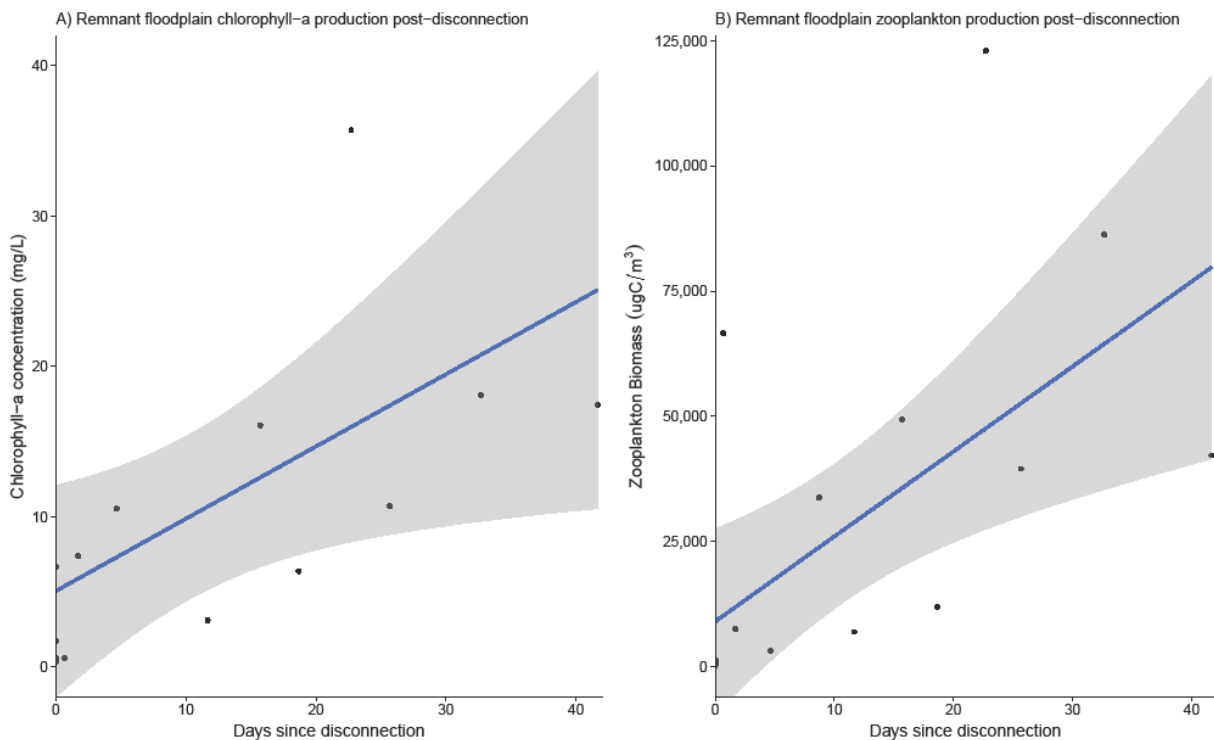 A) Remnant floodplain chlorophyll−a production post−disconnection
40
30
20
10
0
Chlorophyll−a concentration (mg/L)
0 10 20 30 40
Days since disconnection
B) Remnant floodplain zooplankton production post−disconnection
125,000
100,000
75,000
50,000
25,000
0
Zooplankton Biomass (ugC/m³)
0 10 20 30 40
Days since disconnection